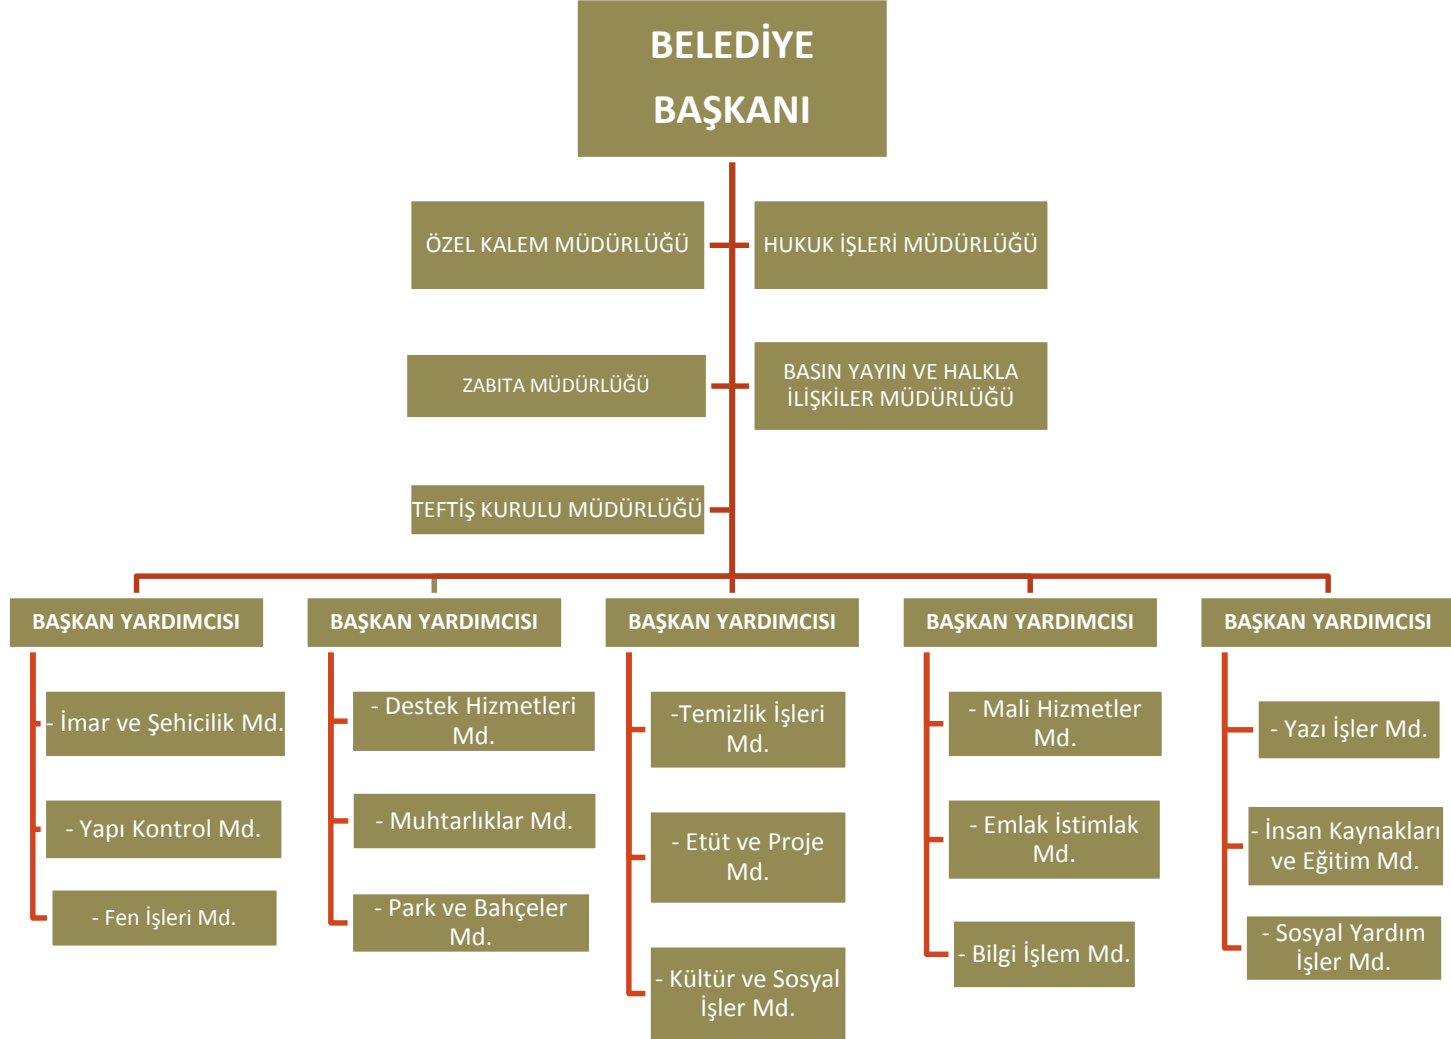 BELEDİYE
BAŞKANI
ÖZEL KALEM MÜDÜRLÜĞÜ
HUKUK İŞLERİ MÜDÜRLÜĞÜ
ZABITA MÜDÜRLÜĞÜ
BASIN YAYIN VE HALKLA
İLİŞKİLER MÜDÜRLÜĞÜ
TEFTİŞ KURULU MÜDÜRLÜĞÜ
BAŞKAN YARDIMCISI
- İmar ve Şehicilik Md.
- Yapı Kontrol Md.
- Fen İşleri Md.
BAŞKAN YARDIMCISI
- Destek Hizmetleri
Md.
- Muhtarlıklar Md.
- Park ve Bahçeler
Md.
BAŞKAN YARDIMCISI
-Temizlik İşleri
Md.
- Etüt ve Proje
Md.
- Kültür ve Sosyal
İşler Md.
BAŞKAN YARDIMCISI
- Mali Hizmetler
Md.
- Emlak İstimlak
Md.
- Bilgi İşlem Md.
BAŞKAN YARDIMCISI
- Yazı İşler Md.
- İnsan Kaynakları
ve Eğitim Md.
- Sosyal Yardım
İşler Md.